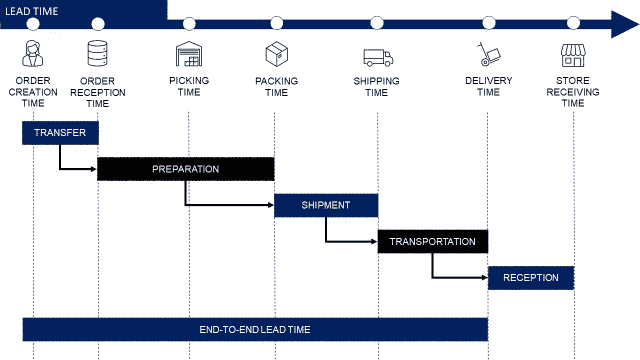 LEAD TIME
ORDER
CREATION
TIME
ORDER
RECEPTION
TIME
PICKING
TIME
PACKING
TIME
SHIPPING
TIME
DELIVERY
TIME
STORE
RECEIVING
TIME
TRANSFER
PREPARATION
SHIPMENT
TRANSPORTATION
RECEPTION
END-TO-END LEAD TIME